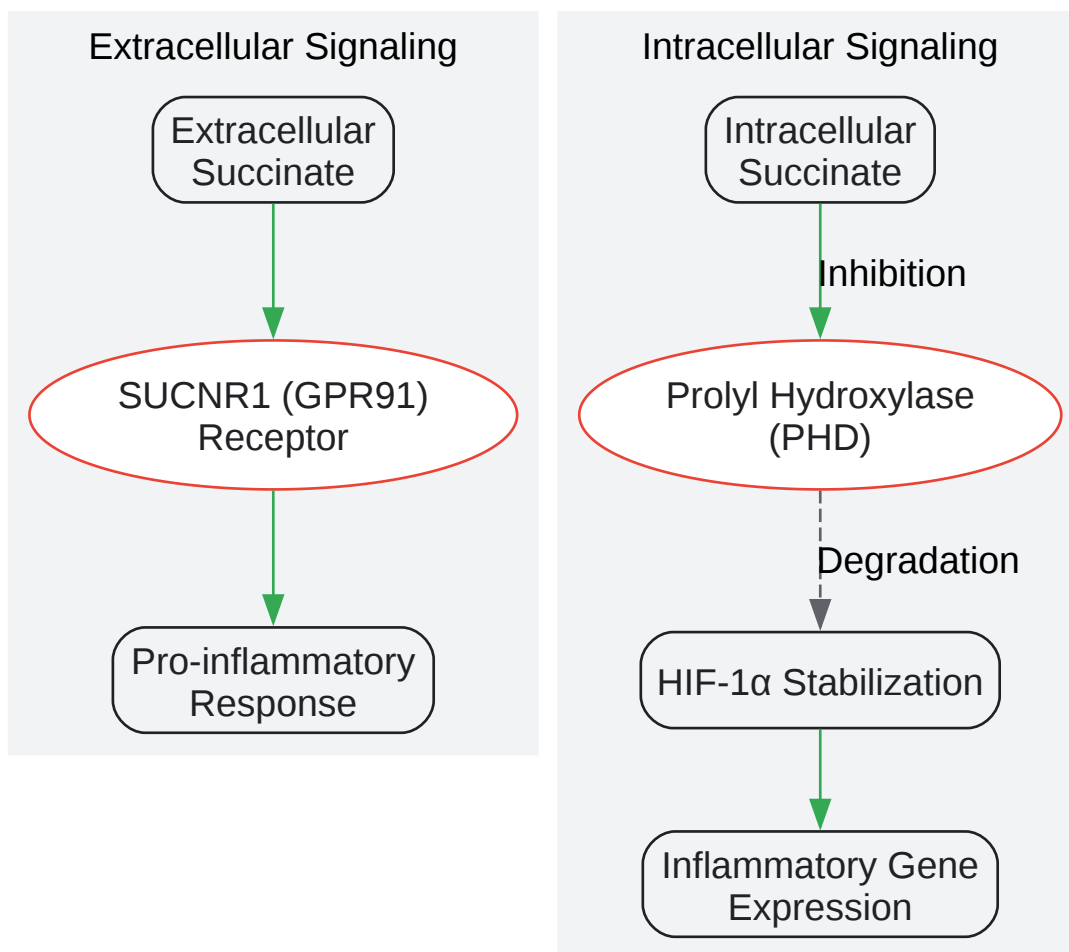 Extracellular Signaling
Extracellular
Succinate
SUCNR1 (GPR91)
Receptor
Pro-inflammatory
Response
Intracellular Signaling
Intracellular
Succinate
Inhibition
Prolyl Hydroxylase
(PHD)
Degradation
HIF-1α Stabilization
Inflammatory Gene
Expression